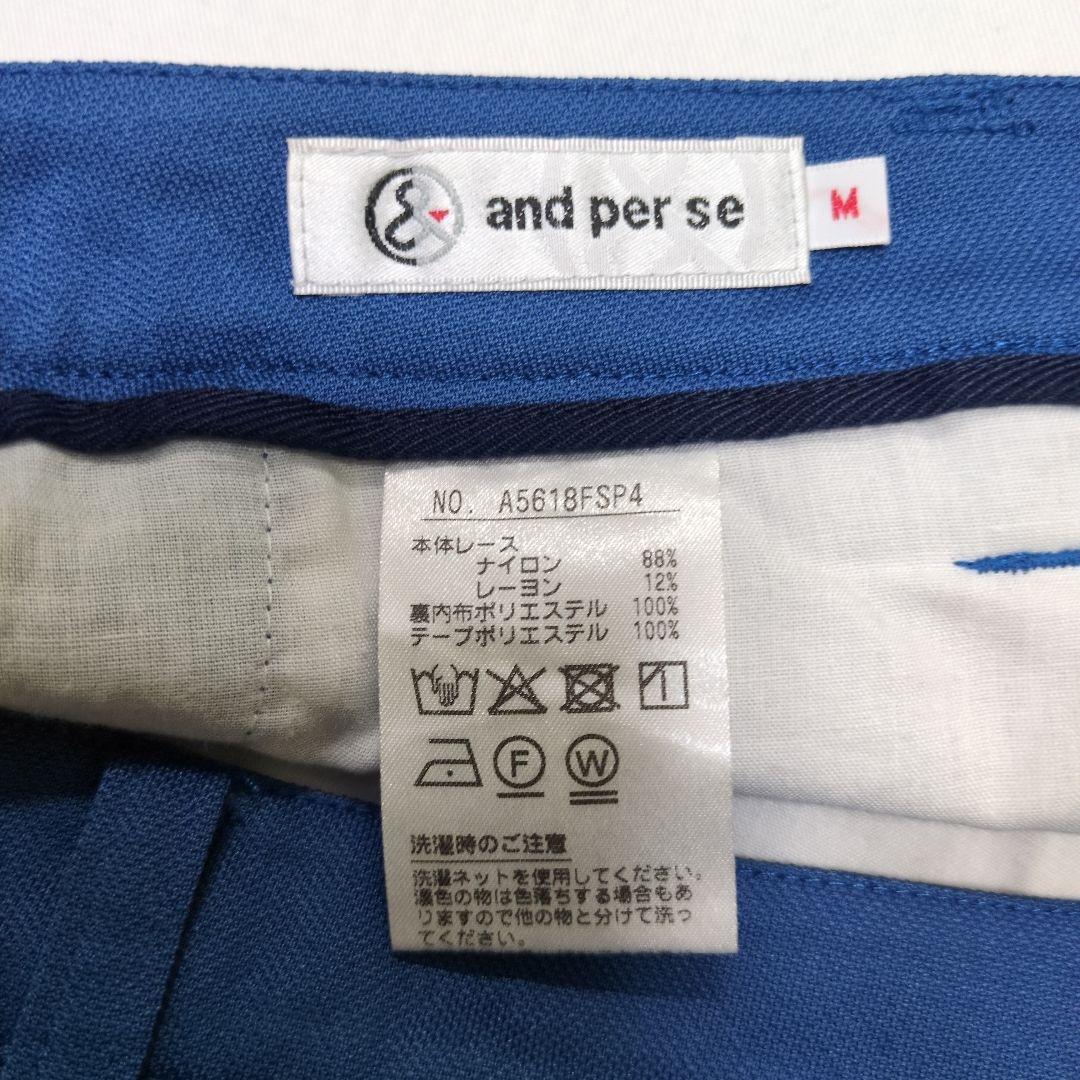 and per se
M
NO. A5618FSP4
本体レース
ナイロン 88%
レーヨン 12%
裏内布ポリエステル 100%
テープポリエステル 100%
F W
洗濯時のご注意
洗濯ネットを使用してください。
濃色の物は色落ちする場合もあ
りますので他の物と分けて洗っ
てください。